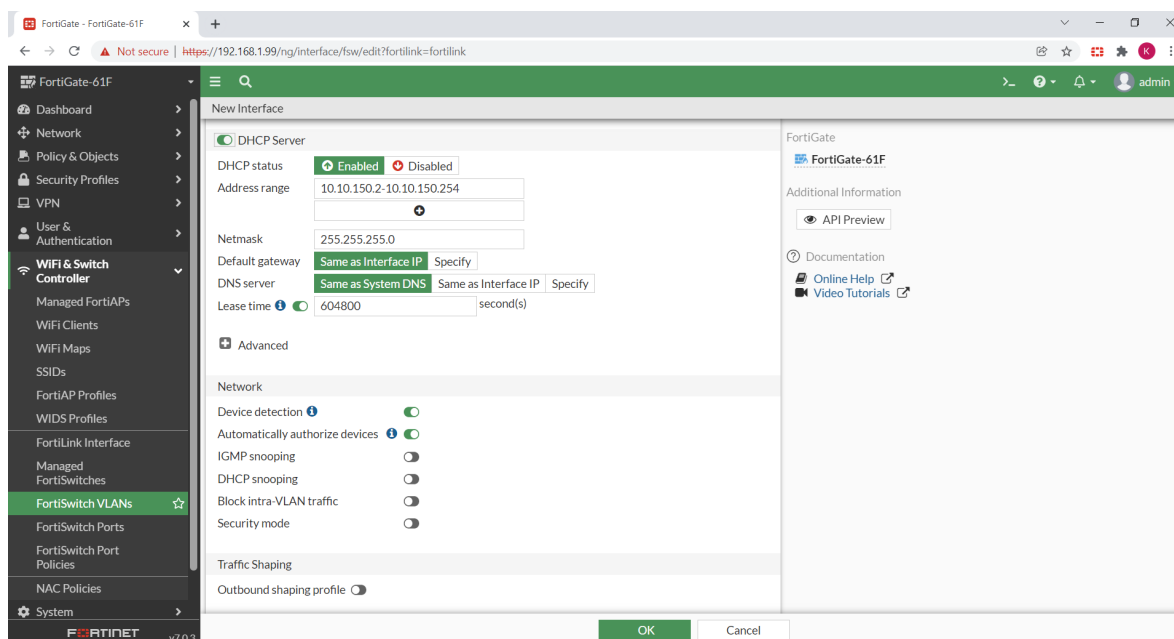 FortiGate - FortiGate-61F
Not secure | https://192.168.1.99/ng/interface/fsw/edit?fortilink=fortilink
K
FortiGate-61F
admin
Dashboard
Network
Policy & Objects
Security Profiles
VPN
User &
Authentication
WiFi & Switch
Controller
Managed FortiAPs
WiFi Clients
WiFi Maps
SSIDs
FortiAP Profiles
WIDS Profiles
FortiLink Interface
Managed
FortiSwitches
FortiSwitch VLANs
FortiSwitch Ports
FortiSwitch Port
Policies
NAC Policies
System
FORTINET v7.0.3
New Interface
DHCP Server
DHCP status Enabled Disabled
Address range 10.10.150.2-10.10.150.254
Netmask 255.255.255.0
Default gateway Same as Interface IP Specify
DNS server Same as System DNS Same as Interface IP Specify
Lease time 604800 second(s)
Advanced
Network
Device detection
Automatically authorize devices
IGMP snooping
DHCP snooping
Block intra-VLAN traffic
Security mode
Traffic Shaping
Outbound shaping profile
OK Cancel
FortiGate
FortiGate-61F
Additional Information
API Preview
Documentation
Online Help
Video Tutorials